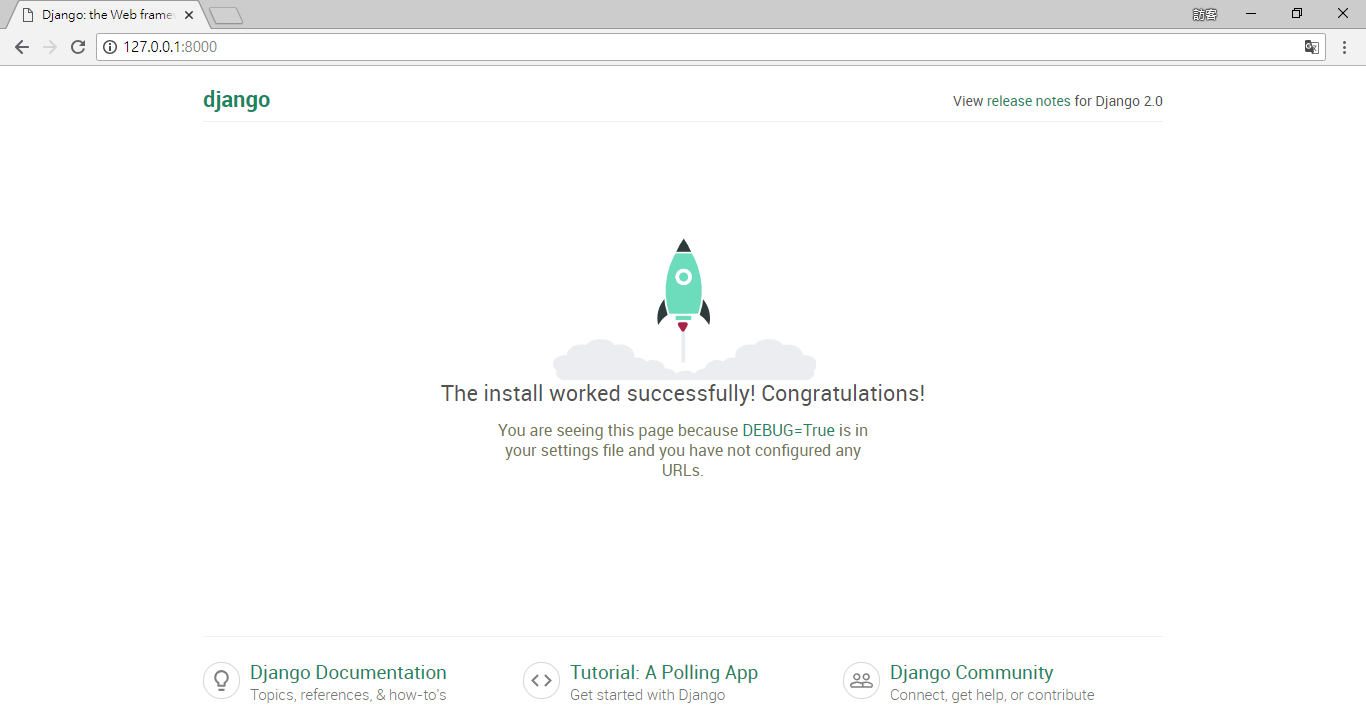 Django: the Web frame
訪客
127.0.0.1:8000
django
View release notes for Django 2.0
The install worked successfully! Congratulations!
You are seeing this page because DEBUG=True is in
your settings file and you have not configured any
URLs.
Django Documentation
Topics, references, & how-to's
Tutorial: A Polling App
Get started with Django
Django Community
Connect, get help, or contribute